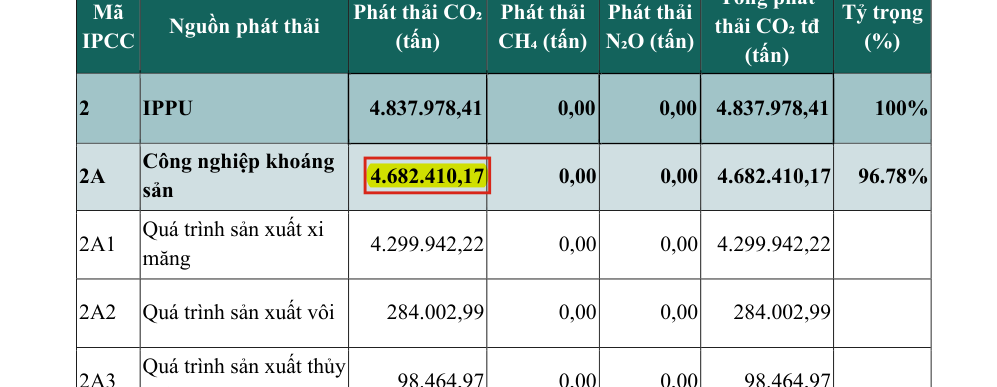 Mã IPCC | Nguồn phát thải | Phát thải CO₂ (tấn) | Phát thải CH₄ (tấn) | Phát thải N₂O (tấn) | Tổng phát thải CO₂ tđ (tấn) | Tỷ trọng (%)
2 | IPPU | 4.837.978,41 | 0,00 | 0,00 | 4.837.978,41 | 100%
2A | Công nghiệp khoáng sản | 4.682.410,17 | 0,00 | 0,00 | 4.682.410,17 | 96.78%
2A1 | Quá trình sản xuất xi măng | 4.299.942,22 | 0,00 | 0,00 | 4.299.942,22
2A2 | Quá trình sản xuất vôi | 284.002,99 | 0,00 | 0,00 | 284.002,99
2A3 | Quá trình sản xuất thủy | 98.464,97 | 0,00 | 0,00 | 98.464,97